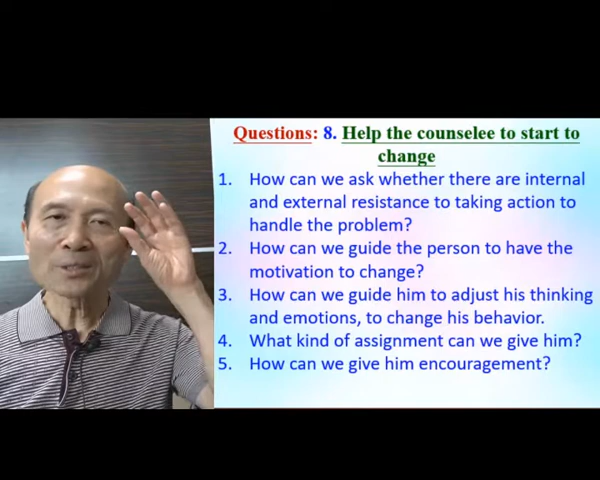 Questions: 8. Help the counselee to start to
change
1. How can we ask whether there are internal
and external resistance to taking action to
handle the problem?
2. How can we guide the person to have the
motivation to change?
3. How can we guide him to adjust his thinking
and emotions, to change his behavior.
4. What kind of assignment can we give him?
5. How can we give him encouragement?